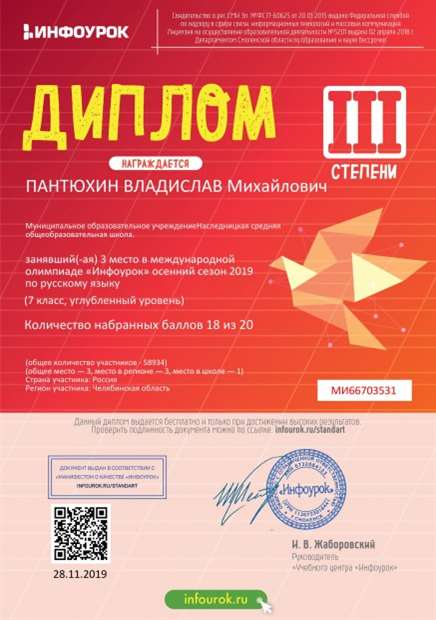 ИНФОУРОК
Свидетельство о рег. СМИ: Эл. №ФС77-60625 от 20.01.2015 выдано Федеральной службой
по надзору в сфере связи, информационных технологий и массовых коммуникаций
Лицензия на осуществление образовательной деятельности №5201 выдана 02 апреля 2018 г.
Департаментом Смоленской области по образованию и науке бессрочно
ДИПЛОМ
III
СТЕПЕНИ
НАГРАЖДАЕТСЯ
ПАНТЮХИН ВЛАДИСЛАВ Михайлович
Муниципальное образовательное учреждениеНаследницкая средняя
общеобразовательная школа.
занявший(-ая) 3 место в международной
олимпиаде «Инфоурок» осенний сезон 2019
по русскому языку
(7 класс, углубленный уровень)
Количество набранных баллов 18 из 20
(общее количество участников - 58934)
(общее место — 3, место в регионе — 3, место в школе — 1)
Страна участника: Россия
Регион участника: Челябинская область
МИ66703531
Данный диплом выдается бесплатно и только при достижении высоких результатов.
Проверить подлинность документа можно по ссылке: infourok.ru/standart
ДОКУМЕНТ ВЫДАН В СООТВЕТСТВИИ С
«МАНИФЕСТОМ О КАЧЕСТВЕ «ИНФОУРОК»
INFOUROK.RU/STANDART
«Инфоурок»
28.11.2019
И. В. Жаборовский
Руководитель
«Учебного центра «Инфоурок»
infourok.ru